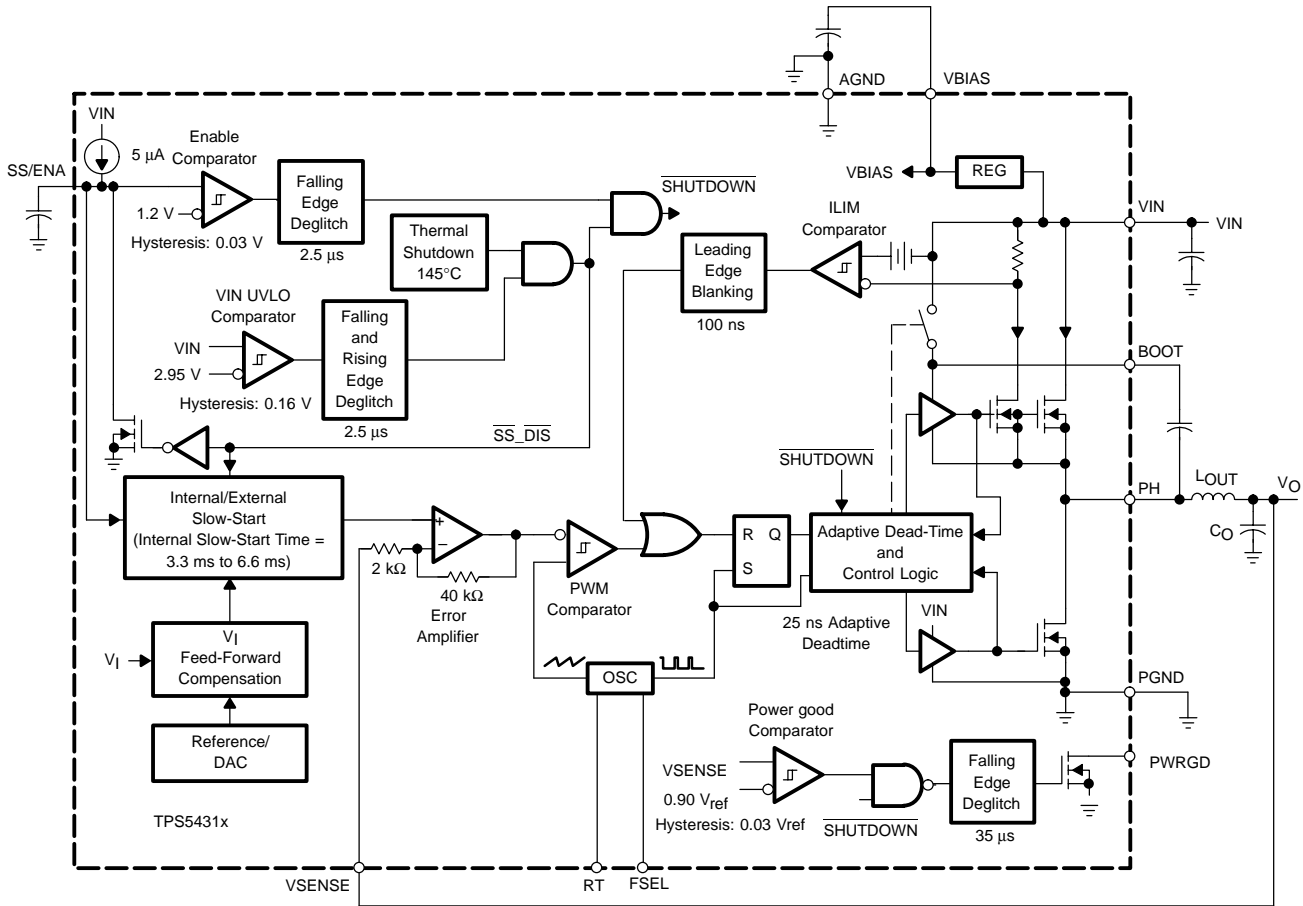 AGND
VBIAS
VIN
5 μA
Enable
Comparator
SS/ENA
1.2 V
Hysteresis: 0.03 V
Falling
Edge
Deglitch
2.5 μs
SHUTDOWN
VBIAS
REG
VIN
VIN
Thermal
Shutdown
145°C
Leading
Edge
Blanking
100 ns
ILIM
Comparator
VIN UVLO
Comparator
VIN
2.95 V
Hysteresis: 0.16 V
Falling
and
Rising
Edge
Deglitch
2.5 μs
BOOT
SS_DIS
SHUTDOWN
Internal/External
Slow-Start
(Internal Slow-Start Time =
3.3 ms to 6.6 ms)
+
−
2 kΩ
40 kΩ
Error
Amplifier
PWM
Comparator
R Q
S
Adaptive Dead-Time
and
Control Logic
25 ns Adaptive
Deadtime
VIN
PH
LOUT
VO
CO
VI
VI
Feed-Forward
Compensation
OSC
PGND
Reference/
DAC
Power good
Comparator
VSENSE
0.90 Vref
Hysteresis: 0.03 Vref
SHUTDOWN
Falling
Edge
Deglitch
35 μs
PWRGD
TPS5431x
VSENSE
RT
FSEL